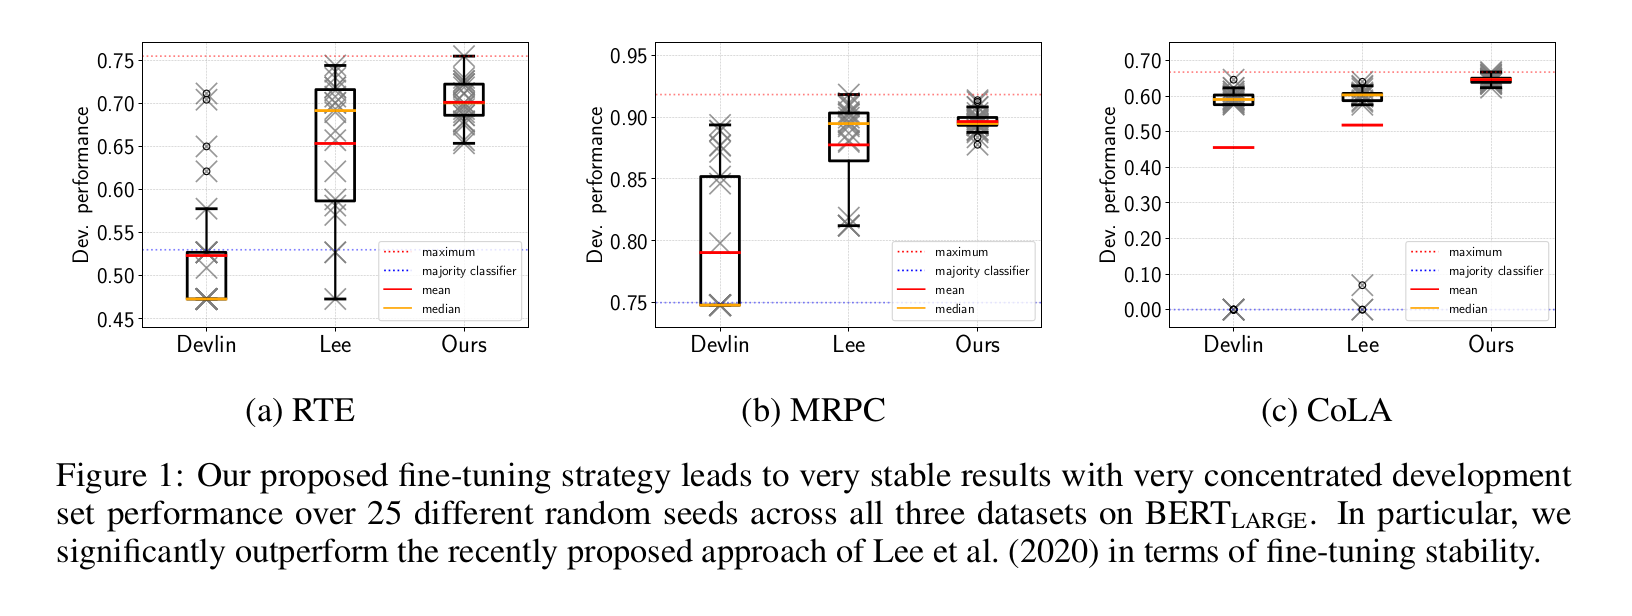 0.75
0.70
0.65
0.60
0.55
0.50
0.45
Dev. performance
maximum
majority classifier
mean
median
Devlin
Lee
Ours
(a) RTE
0.95
0.90
0.85
0.80
0.75
Dev. performance
maximum
majority classifier
mean
median
Devlin
Lee
Ours
(b) MRPC
0.70
0.60
0.50
0.40
0.30
0.20
0.10
0.00
Dev. performance
maximum
majority classifier
mean
median
Devlin
Lee
Ours
(c) CoLA
Figure 1: Our proposed fine-tuning strategy leads to very stable results with very concentrated development
set performance over 25 different random seeds across all three datasets on BERTLARGE. In particular, we
significantly outperform the recently proposed approach of Lee et al. (2020) in terms of fine-tuning stability.